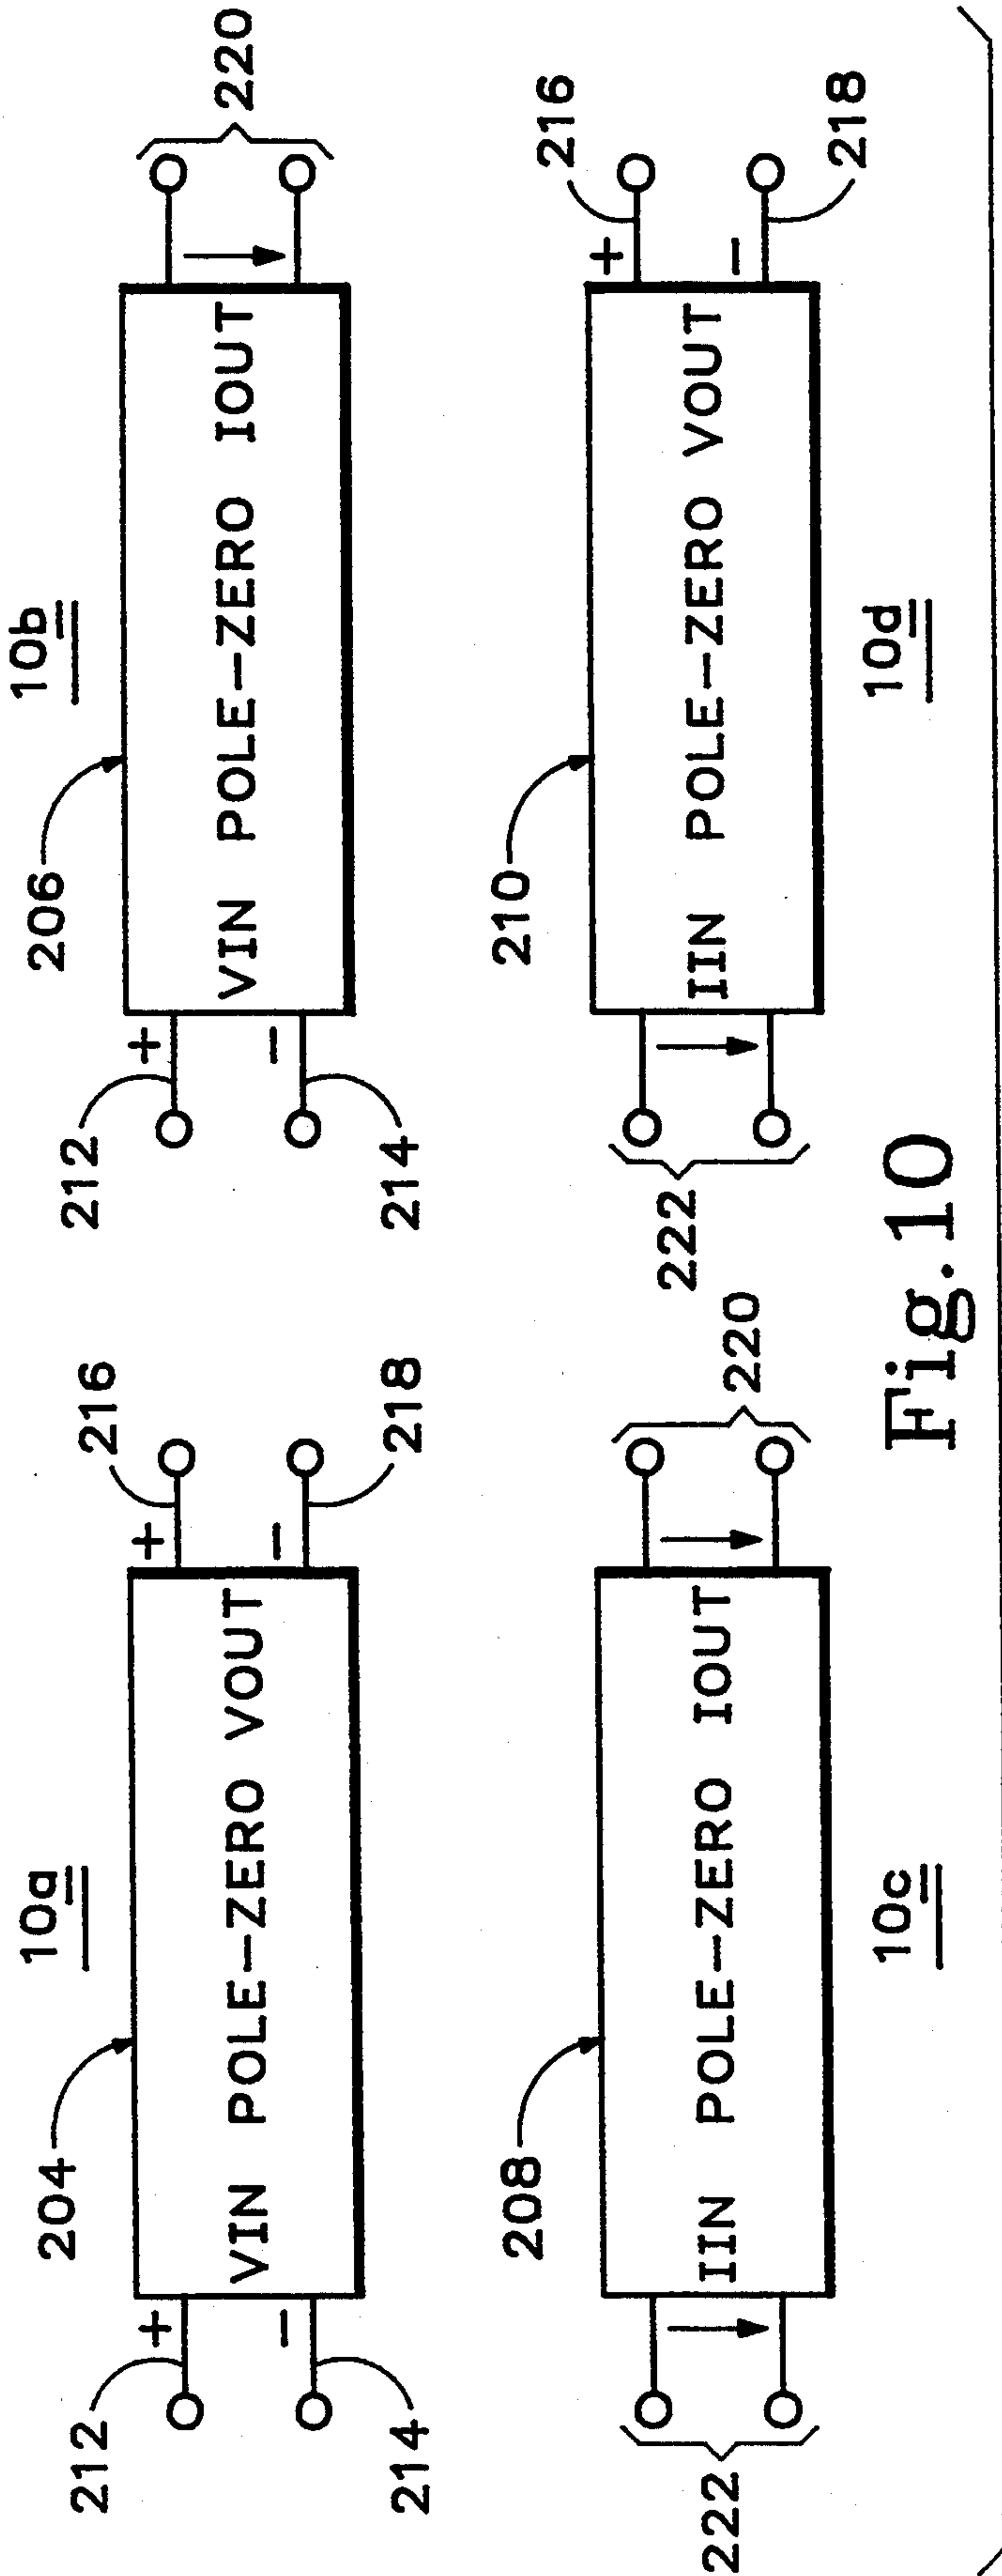 10a
204
212
+
VIN POLE-ZERO VOUT
+
216
214
-
-
218
10b
206
212
+
VIN POLE-ZERO IOUT
220
214
-
208
222
IIN POLE-ZERO IOUT
220
10c
210
222
IIN POLE-ZERO VOUT
+
216
-
218
10d
Fig.10